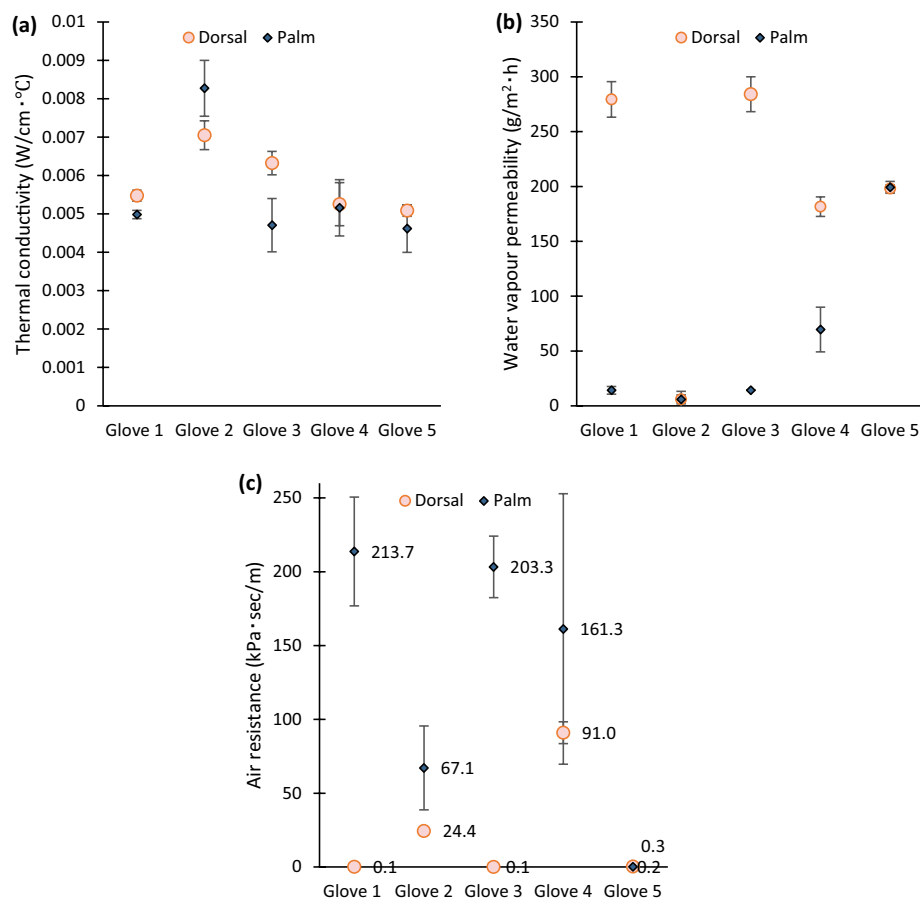 (a)
Dorsal Palm
Thermal conductivity (W/cm·°C)
0.01
0.009
0.008
0.007
0.006
0.005
0.004
0.003
0.002
0.001
0
Glove 1 Glove 2 Glove 3 Glove 4 Glove 5
(b)
Dorsal Palm
Water vapour permeability (g/m²·h)
350
300
250
200
150
100
50
0
Glove 1 Glove 2 Glove 3 Glove 4 Glove 5
(c)
Dorsal Palm
Air resistance (kPa·sec/m)
250
200
150
100
50
0
213.7
203.3
161.3
91.0
67.1
24.4
0.3
0.1 0.1 0.2
Glove 1 Glove 2 Glove 3 Glove 4 Glove 5